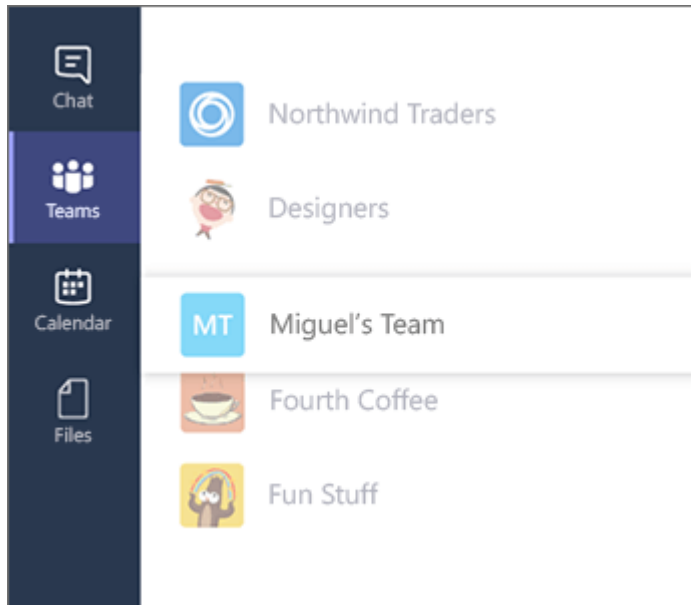 Chat
Teams
Calendar
Files
Northwind Traders
Designers
MT Miguel's Team
Fourth Coffee
Fun Stuff